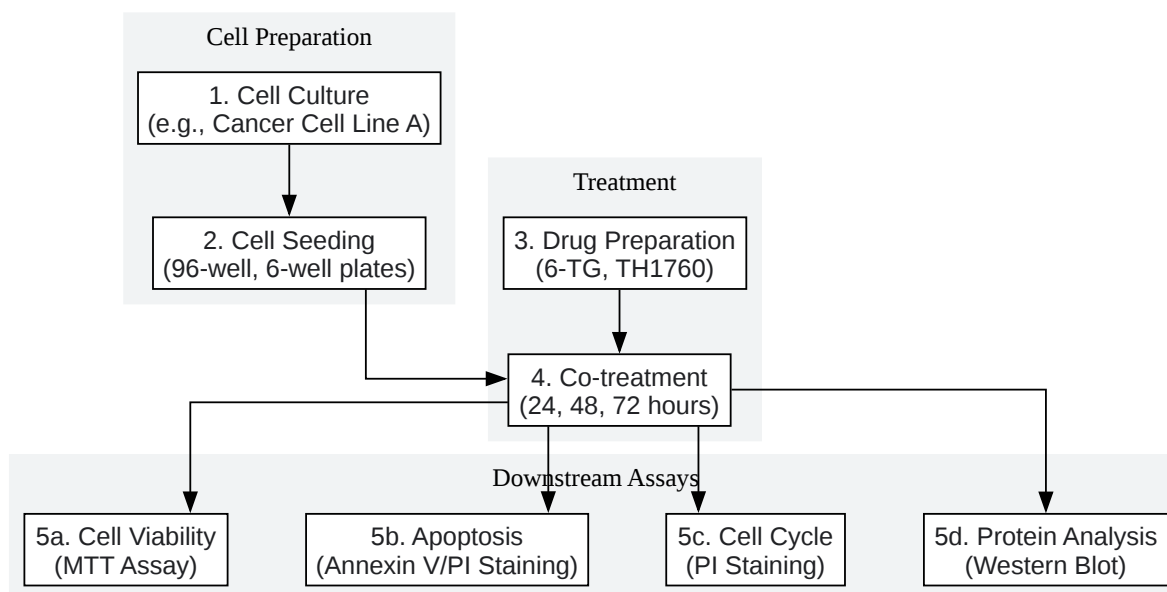 Cell Preparation
1. Cell Culture
(e.g., Cancer Cell Line A)
2. Cell Seeding
(96-well, 6-well plates)
Treatment
3. Drug Preparation
(6-TG, TH1760)
4. Co-treatment
(24, 48, 72 hours)
Downstream Assays
5a. Cell Viability
(MTT Assay)
5b. Apoptosis
(Annexin V/PI Staining)
5c. Cell Cycle
(PI Staining)
5d. Protein Analysis
(Western Blot)